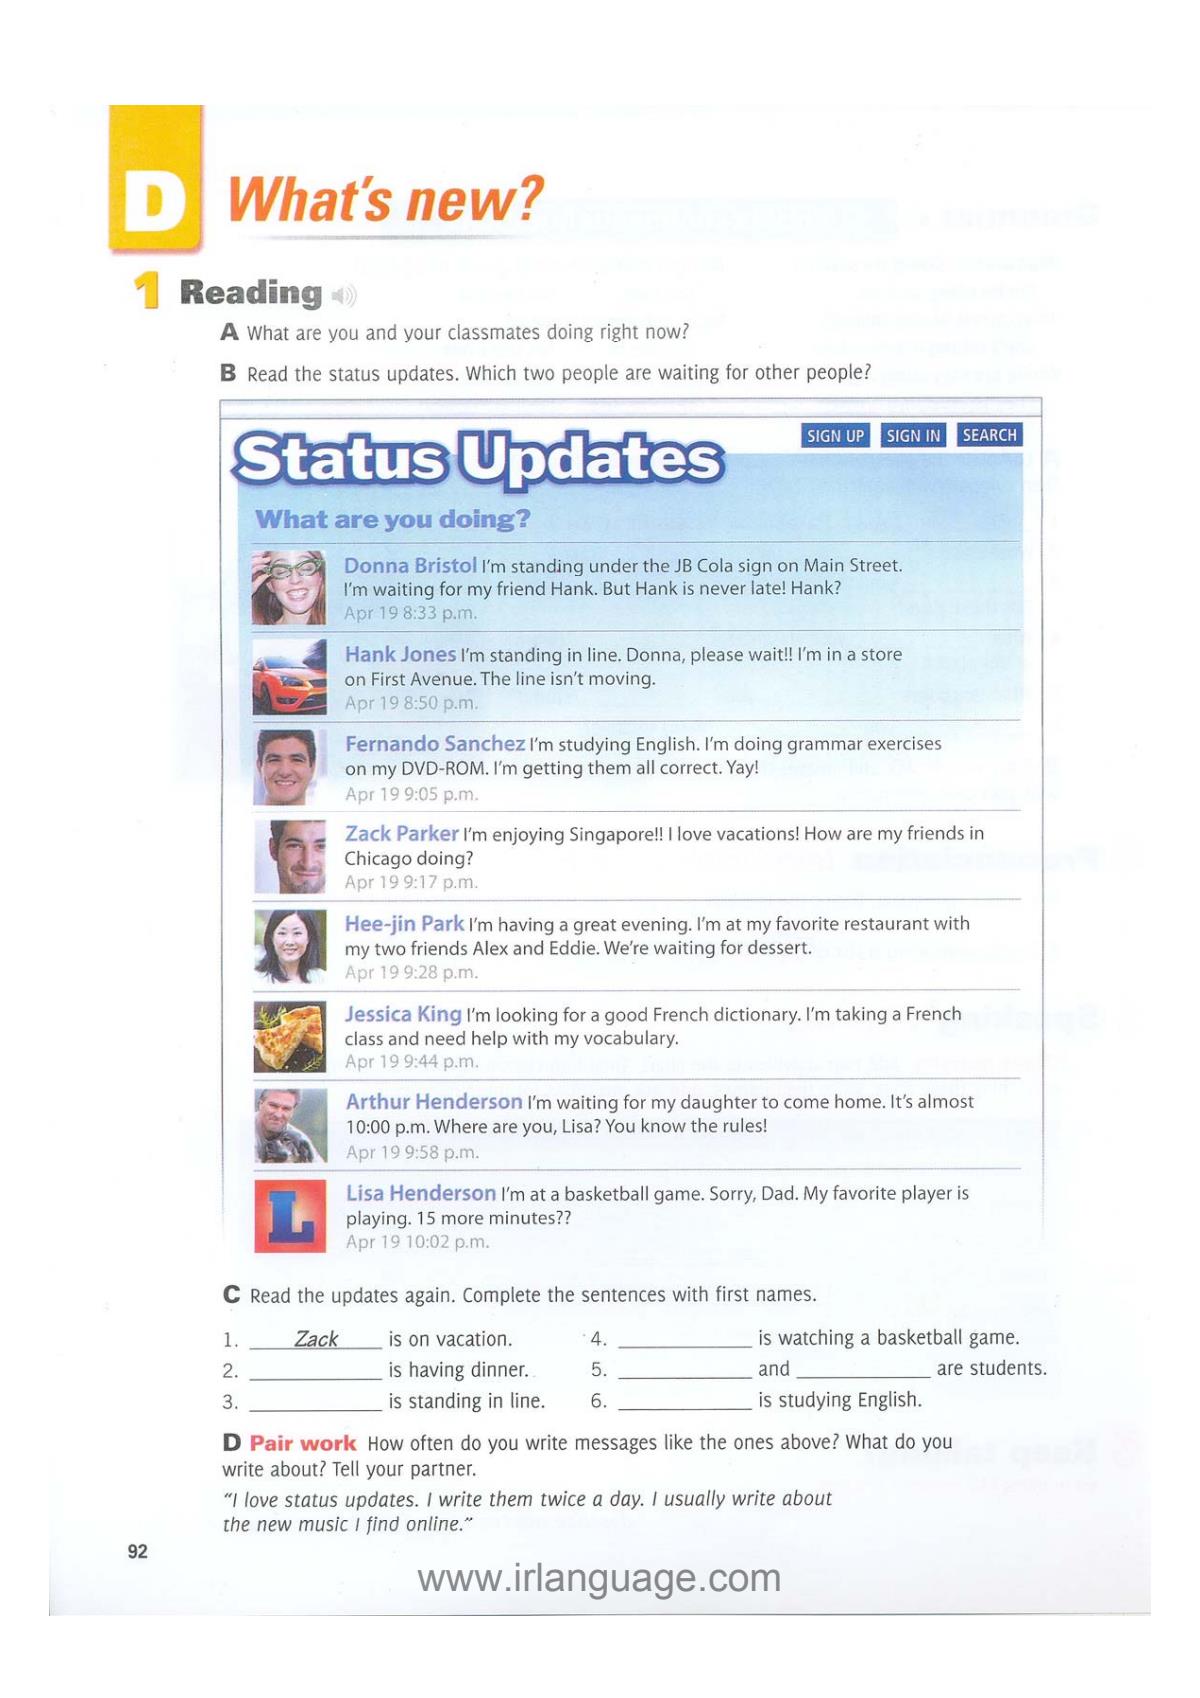 D What's new?
1 Reading
A What are you and your classmates doing right now?
B Read the status updates. Which two people are waiting for other people?
Status Updates
SIGN UP SIGN IN SEARCH
What are you doing?
Donna Bristol I'm standing under the JB Cola sign on Main Street.
I'm waiting for my friend Hank. But Hank is never late! Hank?
Apr 19 8:33 p.m.
Hank Jones I'm standing in line. Donna, please wait!! I'm in a store
on First Avenue. The line isn't moving.
Apr 19 8:50 p.m.
Fernando Sanchez I'm studying English. I'm doing grammar exercises
on my DVD-ROM. I'm getting them all correct. Yay!
Apr 19 9:05 p.m.
Zack Parker I'm enjoying Singapore!! I love vacations! How are my friends in
Chicago doing?
Apr 19 9:17 p.m.
Hee-jin Park I'm having a great evening. I'm at my favorite restaurant with
my two friends Alex and Eddie. We're waiting for dessert.
Apr 19 9:28 p.m.
Jessica King I'm looking for a good French dictionary. I'm taking a French
class and need help with my vocabulary.
Apr 19 9:44 p.m.
Arthur Henderson I'm waiting for my daughter to come home. It's almost
10:00 p.m. Where are you, Lisa? You know the rules!
Apr 19 9:58 p.m.
L
Lisa Henderson I'm at a basketball game. Sorry, Dad. My favorite player is
playing. 15 more minutes??
Apr 19 10:02 p.m.
C Read the updates again. Complete the sentences with first names.
1. Zack is on vacation.
2. ____________ is having dinner.
3. ____________ is standing in line.
4. ____________ is watching a basketball game.
5. ____________ and ____________ are students.
6. ____________ is studying English.
D Pair work How often do you write messages like the ones above? What do you
write about? Tell your partner.
"I love status updates. I write them twice a day. I usually write about
the new music I find online."
92
www.irlanguage.com